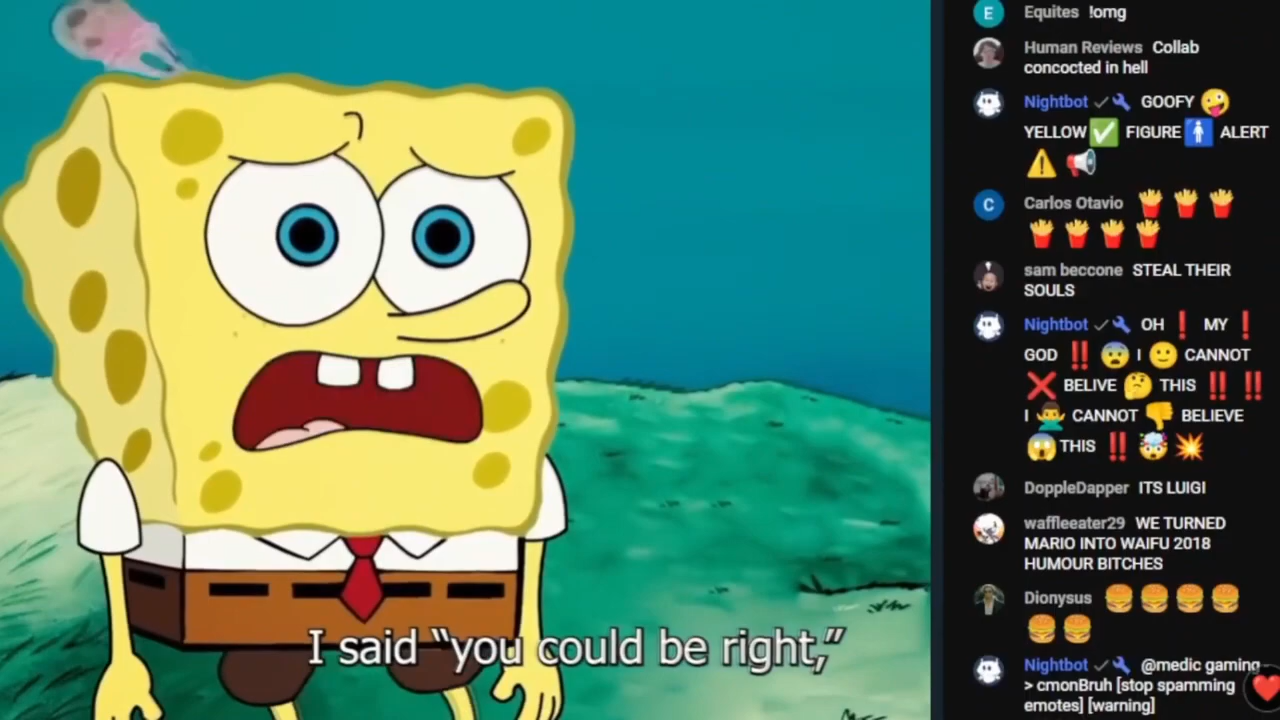 E Equites !omg
Human Reviews Collab
concocted in hell
Nightbot GOOFY 🤪
YELLOW ✅ FIGURE 🚹 ALERT
⚠️ 📢
C Carlos Otavio 🍟 🍟 🍟
🍟 🍟 🍟 🍟
sam beccone STEAL THEIR
SOULS
Nightbot OH ❗ MY ❗
GOD ‼️ 😨 I 🙂 CANNOT
❌ BELIVE 🤔 THIS ‼️ ‼️
I 🙅‍♂️ CANNOT 👎 BELIEVE
😱 THIS ‼️ 🤯 💥
DoppleDapper ITS LUIGI
waffleeater29 WE TURNED
MARIO INTO WAIFU 2018
HUMOUR BITCHES
Dionysus 🍔 🍔 🍔 🍔
🍔 🍔
Nightbot @medic gaming
> cmonBruh [stop spamming
emotes] [warning]
I said “you could be right,”